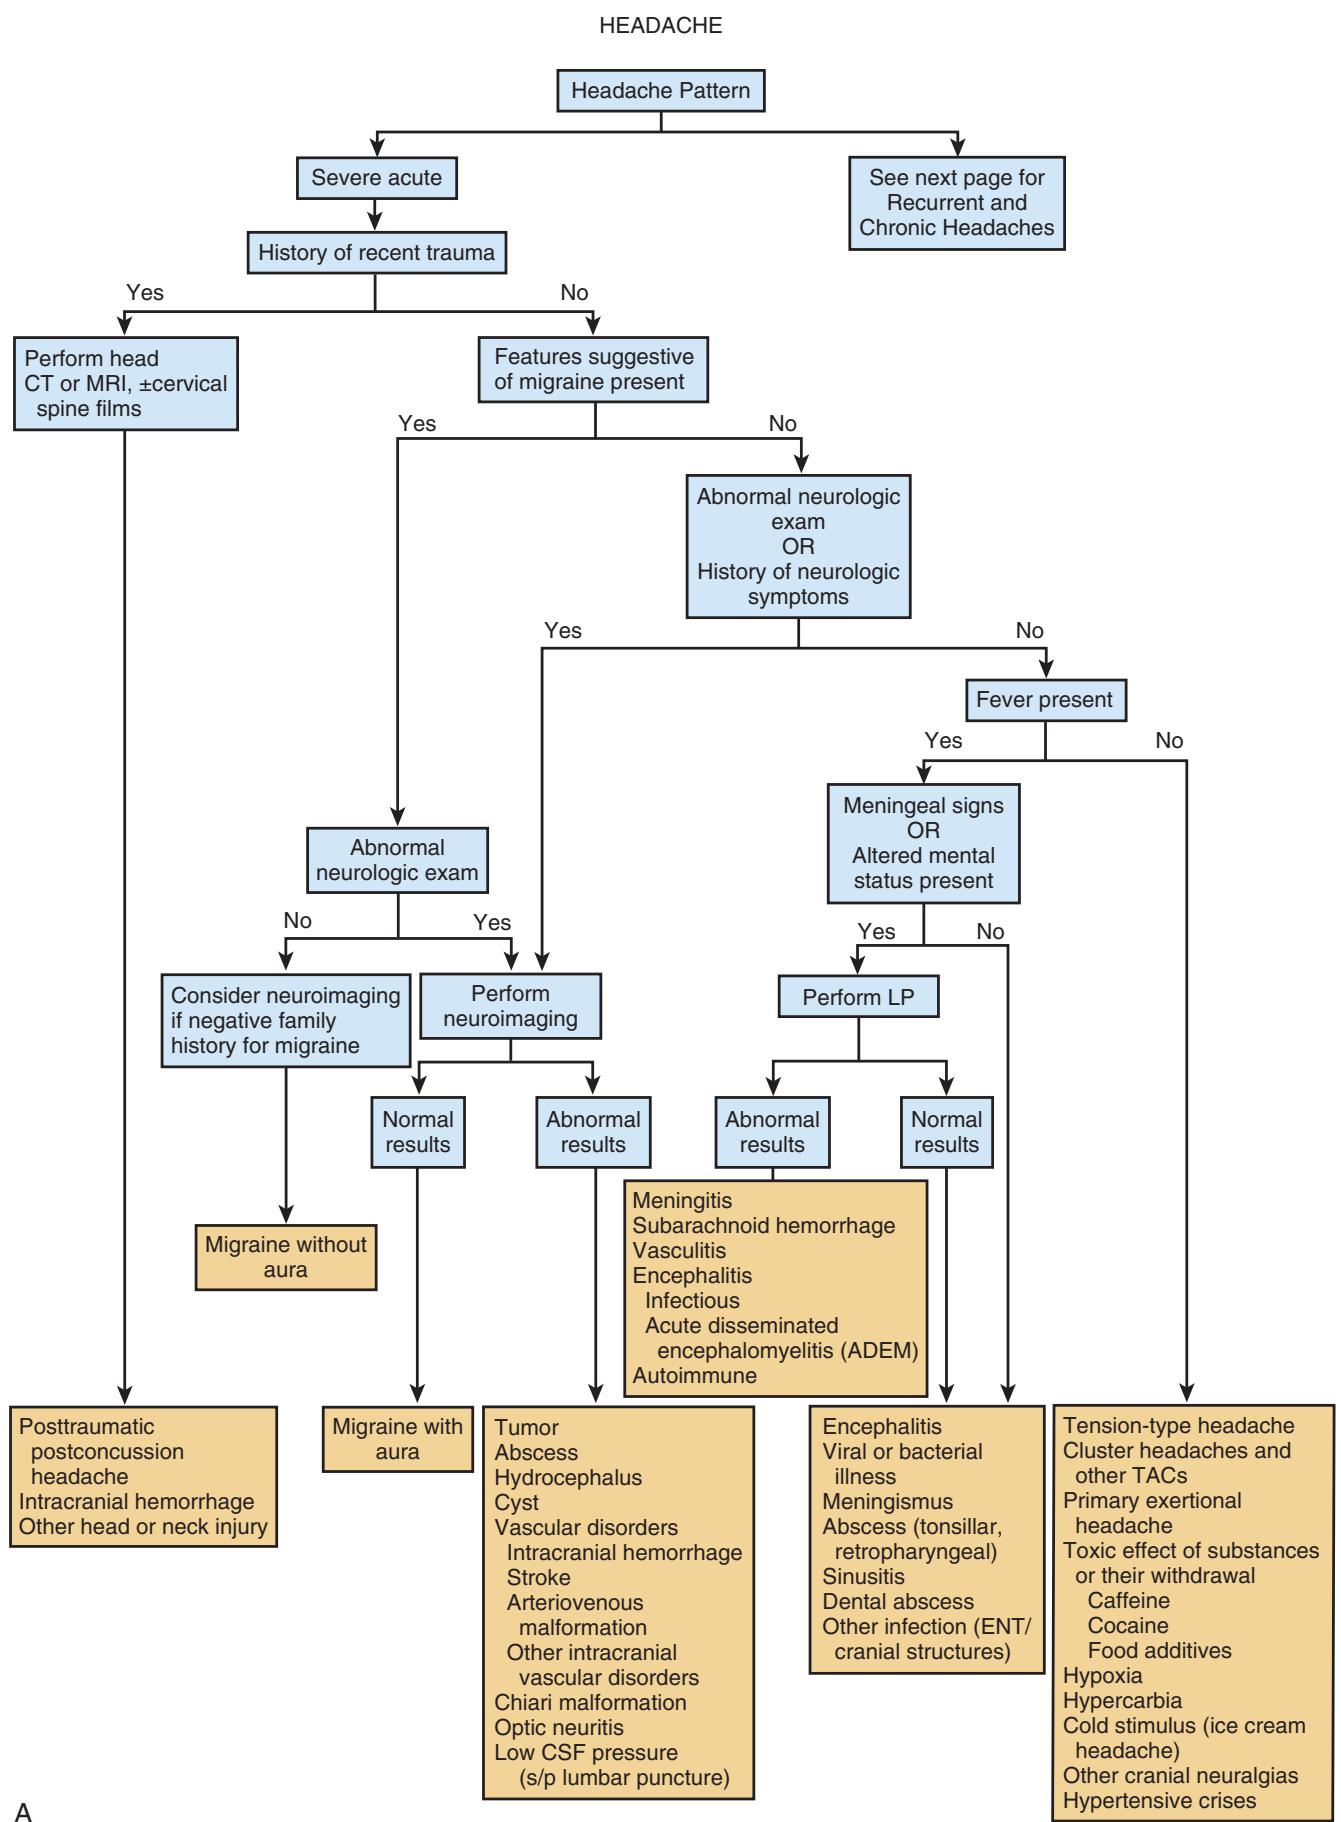 HEADACHE
Headache Pattern
Severe acute
See next page for
Recurrent and
Chronic Headaches
History of recent trauma
Yes
No
Perform head
CT or MRI, ±cervical
spine films
Features suggestive
of migraine present
Yes
No
Abnormal neurologic
exam
OR
History of neurologic
symptoms
Yes
No
Fever present
Yes
No
Meningeal signs
OR
Altered mental
status present
Abnormal
neurologic exam
No
Yes
Yes
No
Consider neuroimaging
if negative family
history for migraine
Perform
neuroimaging
Perform LP
Normal
results
Abnormal
results
Abnormal
results
Normal
results
Meningitis
Subarachnoid hemorrhage
Vasculitis
Encephalitis
Infectious
Acute disseminated
encephalomyelitis (ADEM)
Autoimmune
Migraine without
aura
Posttraumatic
postconcussion
headache
Intracranial hemorrhage
Other head or neck injury
Migraine with
aura
Tumor
Abscess
Hydrocephalus
Cyst
Vascular disorders
Intracranial hemorrhage
Stroke
Arteriovenous
malformation
Other intracranial
vascular disorders
Chiari malformation
Optic neuritis
Low CSF pressure
(s/p lumbar puncture)
Encephalitis
Viral or bacterial
illness
Meningismus
Abscess (tonsillar,
retropharyngeal)
Sinusitis
Dental abscess
Other infection (ENT/
cranial structures)
Tension-type headache
Cluster headaches and
other TACs
Primary exertional
headache
Toxic effect of substances
or their withdrawal
Caffeine
Cocaine
Food additives
Hypoxia
Hypercarbia
Cold stimulus (ice cream
headache)
Other cranial neuralgias
Hypertensive crises
A